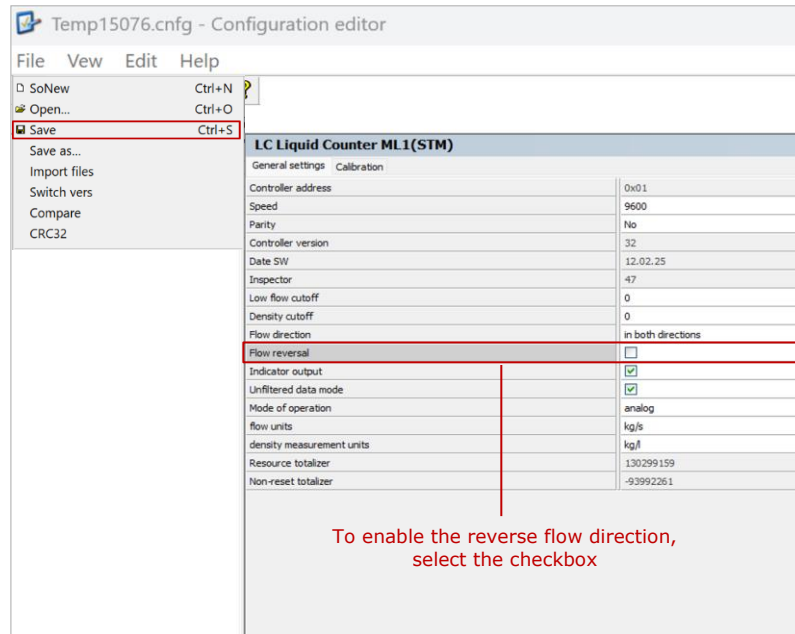 Temp15076.cnfg - Configuration editor
File Vew Edit Help
SoNew Ctrl+N
Open... Ctrl+O
Save Ctrl+S
Save as...
Import files
Switch vers
Compare
CRC32
?
LC Liquid Counter ML1(STM)
General settings Calibration
Controller address 0x01
Speed 9600
Parity No
Controller version 32
Date SW 12.02.25
Inspector 47
Low flow cutoff 0
Density cutoff 0
Flow direction in both directions
Flow reversal
Indicator output
Unfiltered data mode
Mode of operation analog
flow units kg/s
density measurement units kg/l
Resource totalizer 130299159
Non-reset totalizer -93992261
To enable the reverse flow direction,
select the checkbox